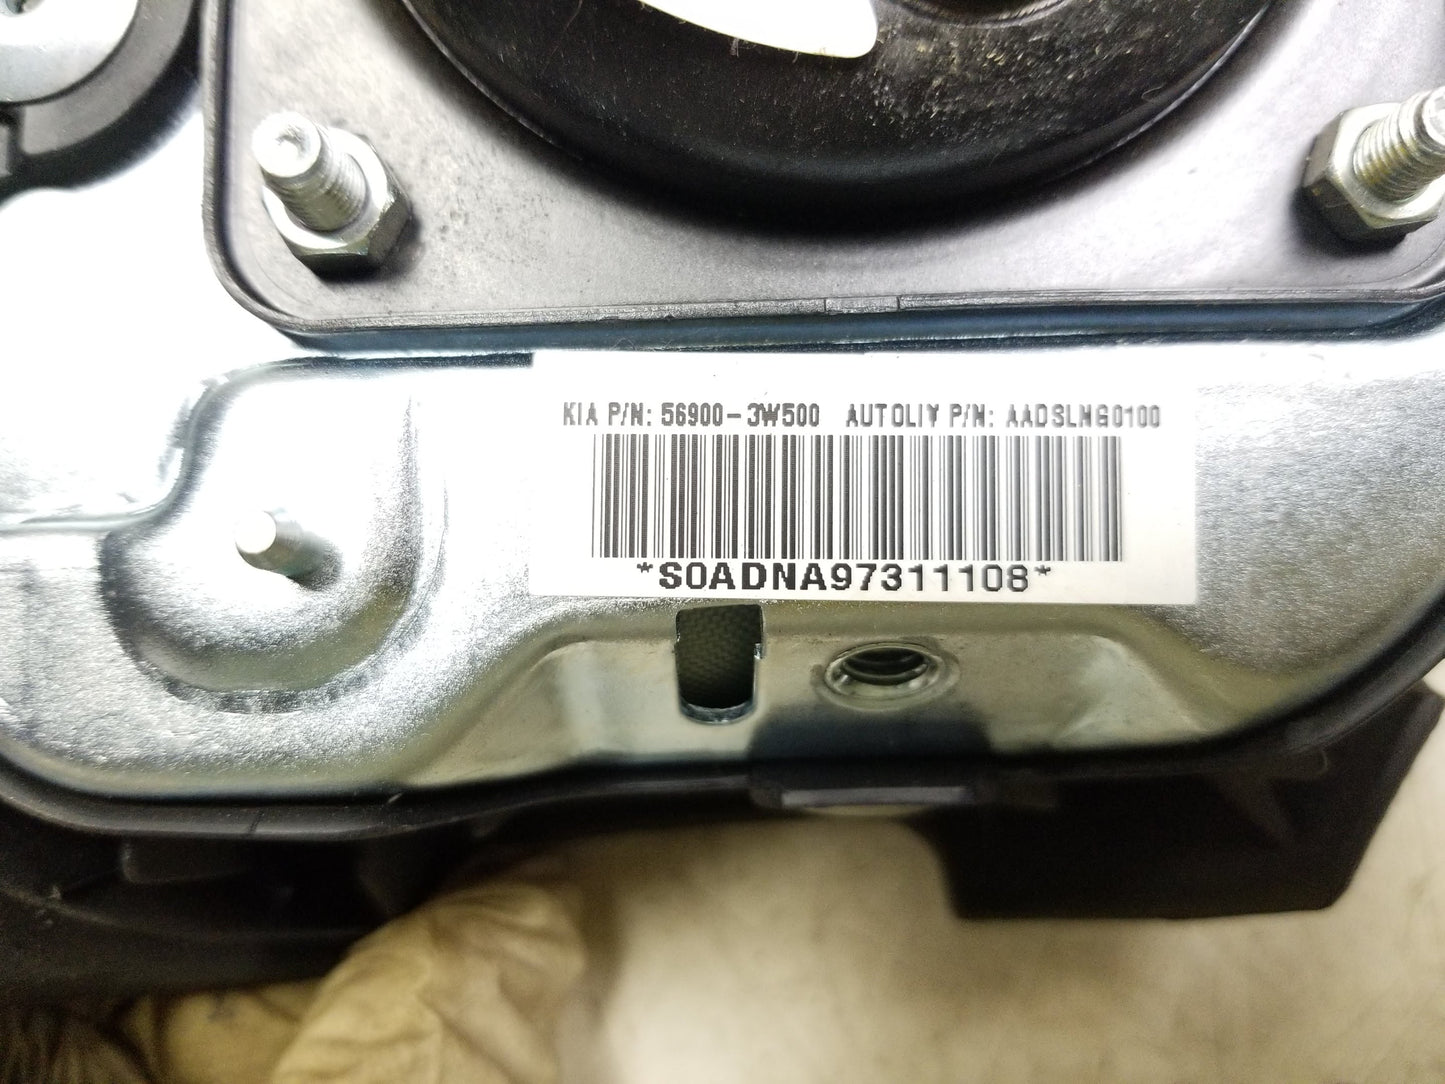 KIA P/N: 56900-3W500 AUTOLIV P/N: AADSLNG0100
*S0ADNA97311108*